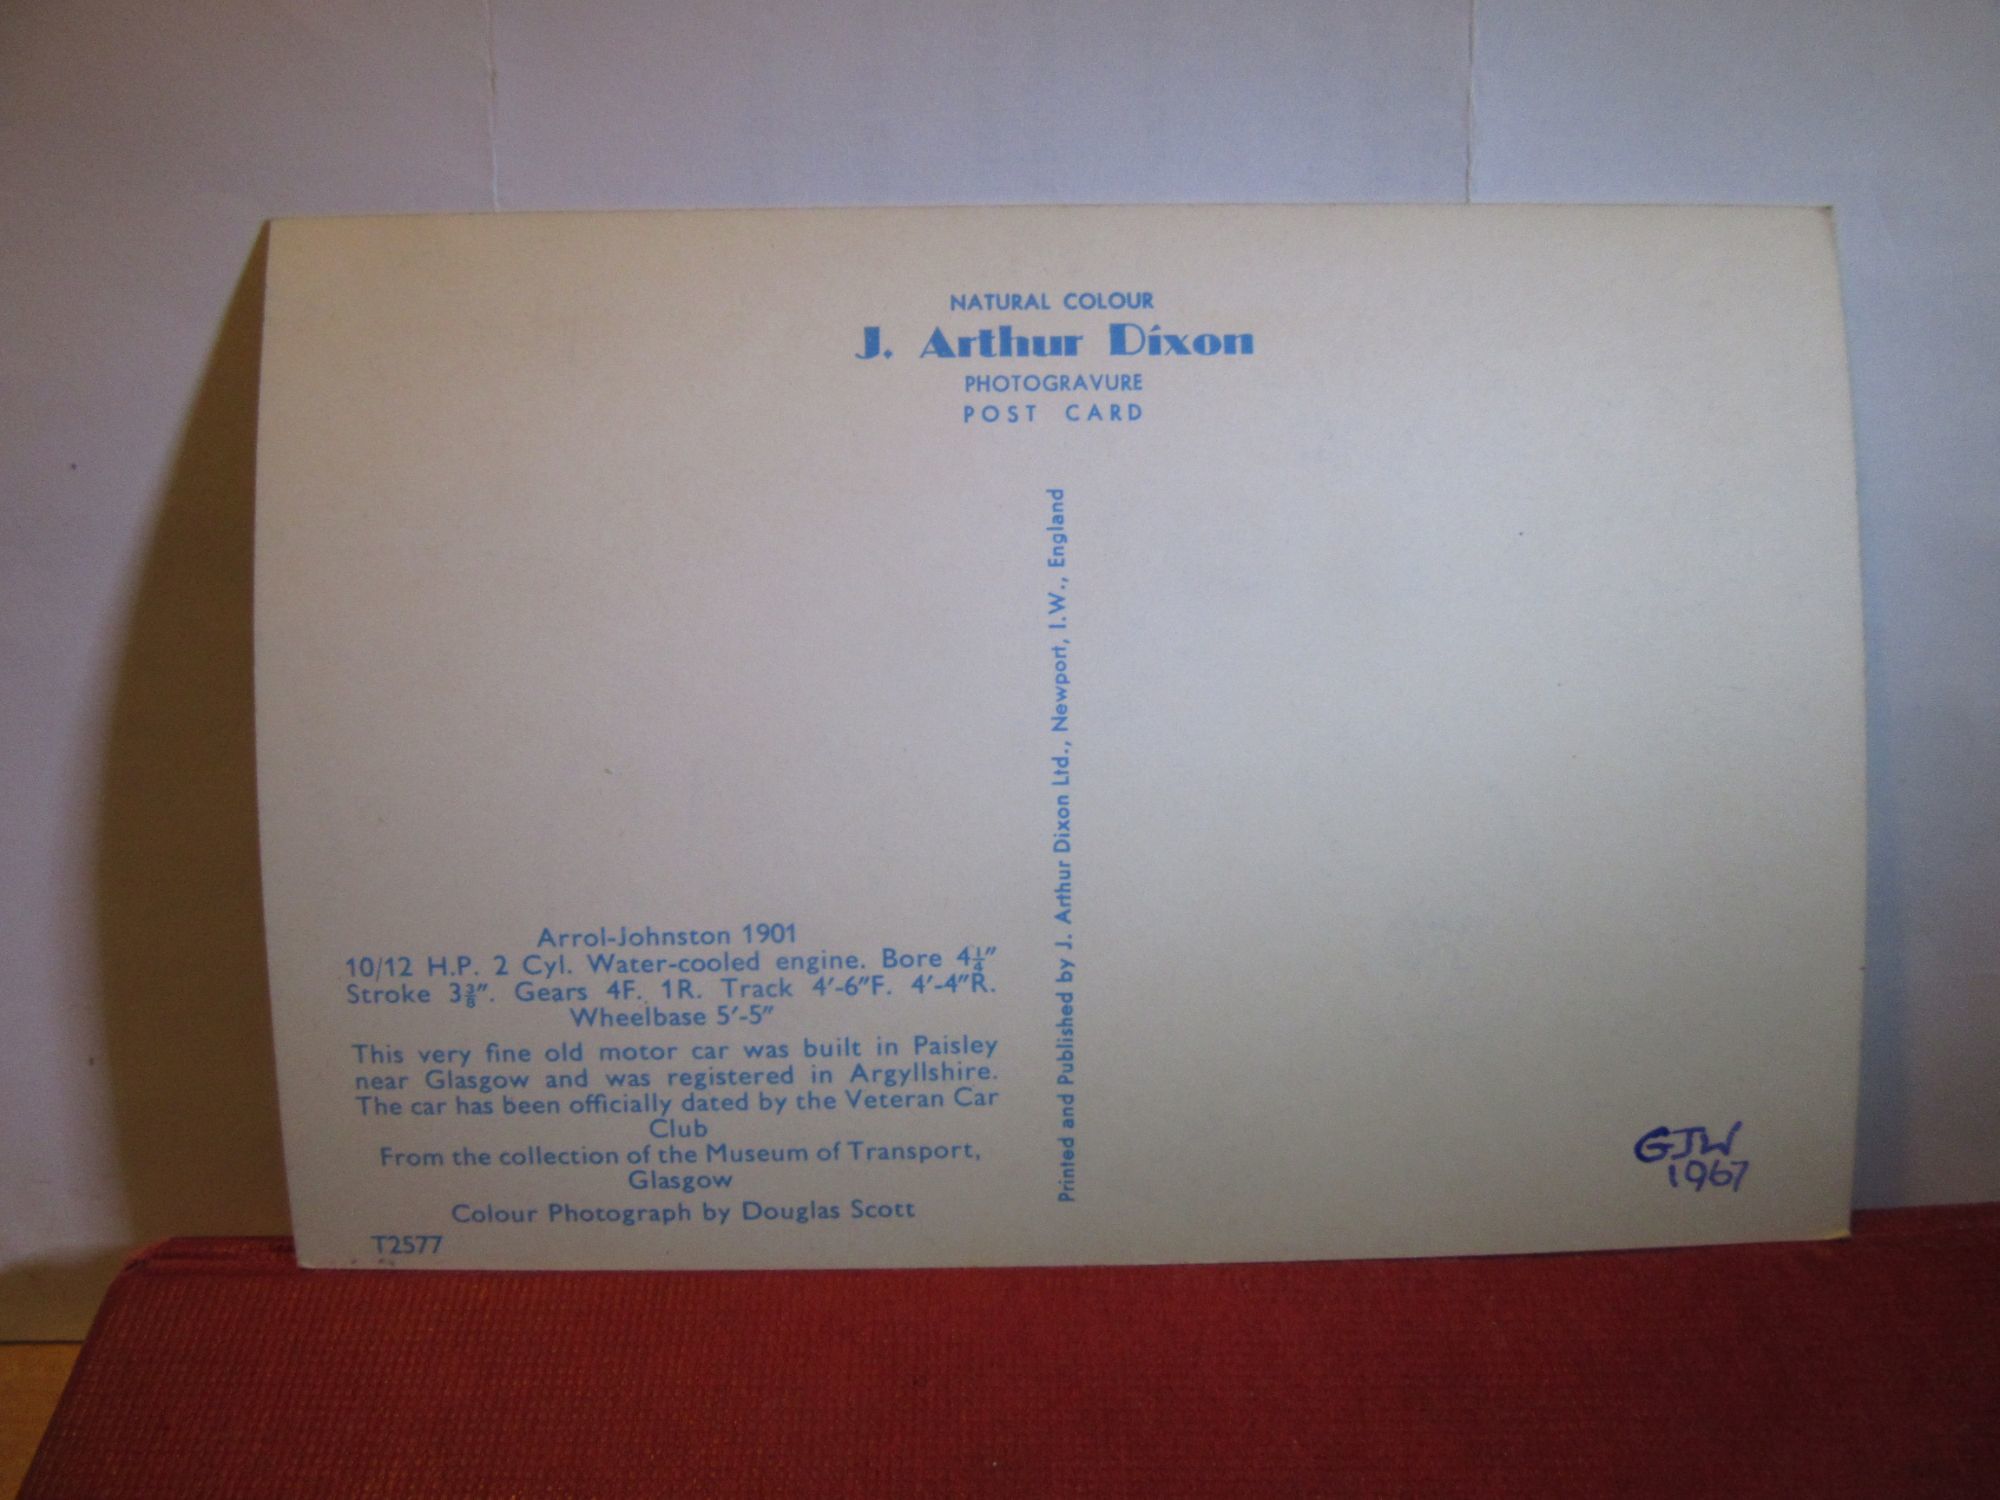 NATURAL COLOUR
J. Arthur Dixon
PHOTOGRAVURE
POST CARD
Arrol-Johnston 1901
10/12 H.P. 2 Cyl. Water-cooled engine. Bore 4¼″
Stroke 3⅜″. Gears 4F. 1R. Track 4′-6″F. 4′-4″R.
Wheelbase 5′-5″
This very fine old motor car was built in Paisley
near Glasgow and was registered in Argyllshire.
The car has been officially dated by the Veteran Car
Club
From the collection of the Museum of Transport,
Glasgow
Colour Photograph by Douglas Scott
T2577
Printed and Published by J. Arthur Dixon Ltd., Newport, I.W., England
GJW
1967